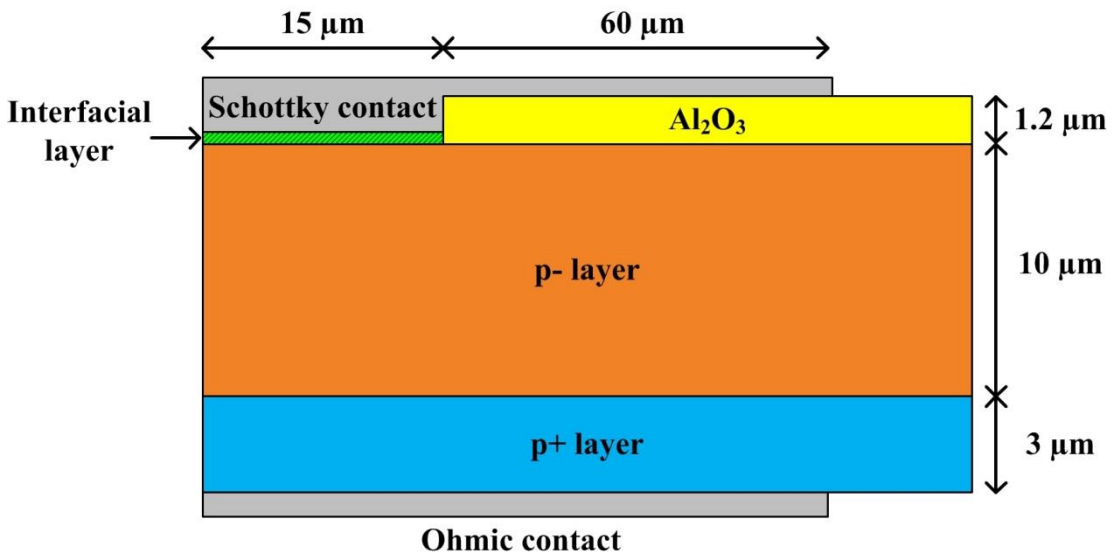 15 μm
60 μm
Interfacial
layer
Schottky contact
Al₂O₃
1.2 μm
p- layer
10 μm
p+ layer
3 μm
Ohmic contact